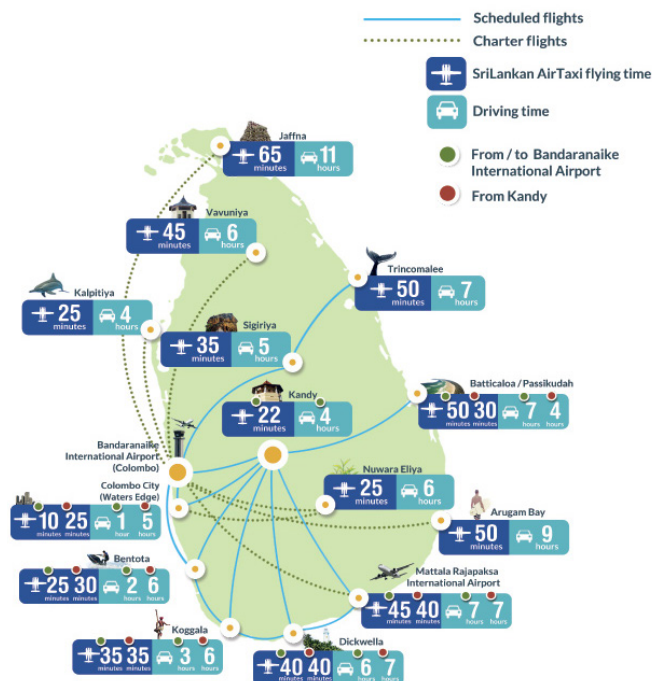 Scheduled flights
Charter flights
SriLankan AirTaxi flying time
Driving time
From / to Bandaranaike
International Airport
From Kandy
Jaffna
65 minutes 11 hours
Vavuniya
45 minutes 6 hours
Trincomalee
50 minutes 7 hours
Kalpitiya
25 minutes 4 hours
Sigiriya
35 minutes 5 hours
Batticaloa / Passikudah
50 minutes 30 minutes 7 hours 4 hours
Kandy
22 minutes 4 hours
Bandaranaike
International Airport
(Colombo)
Colombo City
(Waters Edge)
10 minutes 25 minutes 1 hour 5 hours
Nuwara Eliya
25 minutes 6 hours
Arugam Bay
50 minutes 9 hours
Bentota
25 minutes 30 minutes 2 hours 6 hours
Mattala Rajapaksa
International Airport
45 minutes 40 minutes 7 hours 7 hours
Koggala
35 minutes 35 minutes 3 hours 6 hours
Dickwella
40 minutes 40 minutes 6 hours 7 hours